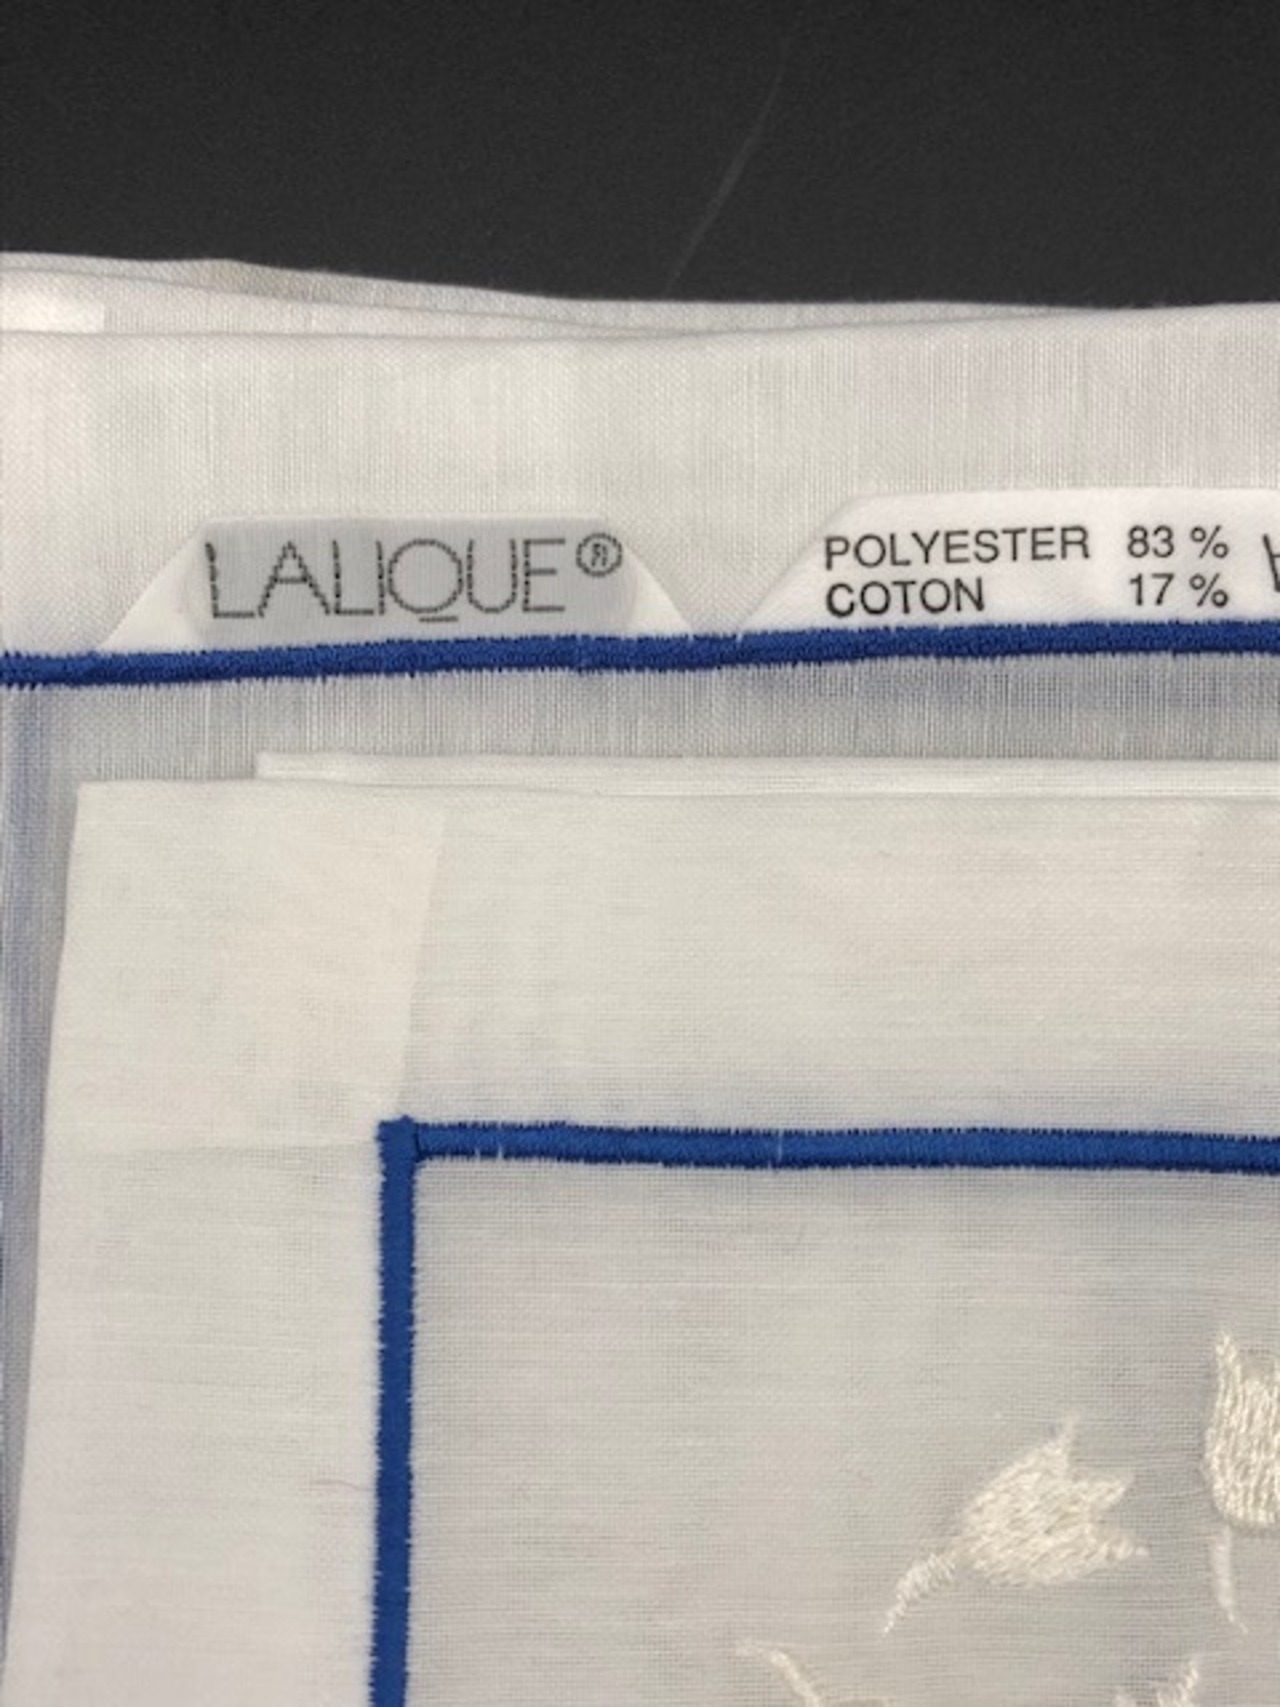 LALIQUE®
POLYESTER 83 %
COTON 17 %